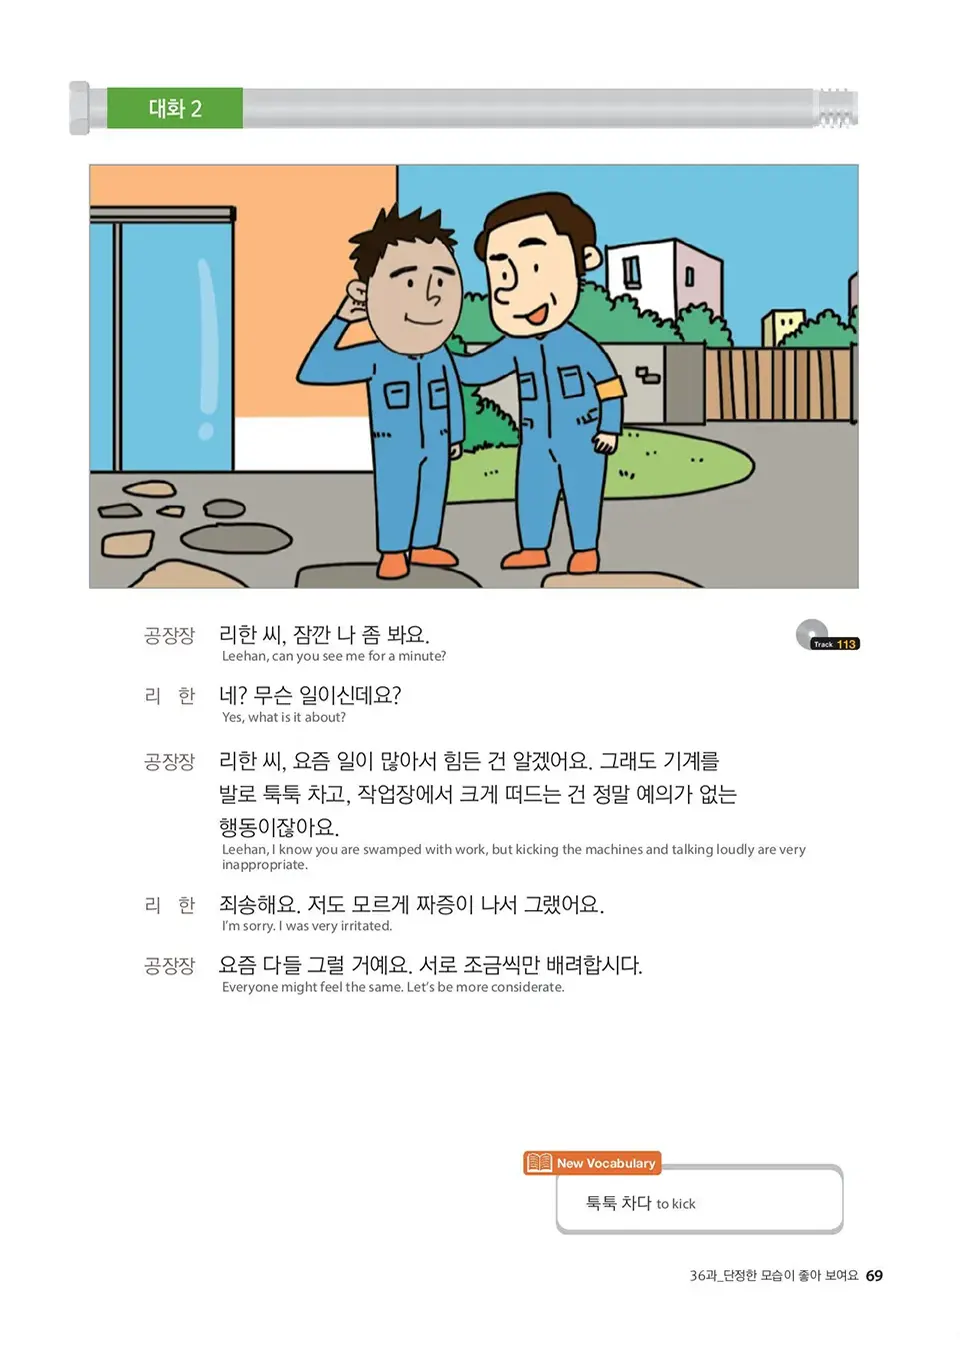 대화 2
공장장 리한 씨, 잠깐 나 좀 봐요.
Leehan, can you see me for a minute?
Track 113
리 한 네? 무슨 일이신데요?
Yes, what is it about?
공장장 리한 씨, 요즘 일이 많아서 힘든 건 알겠어요. 그래도 기계를
발로 툭툭 차고, 작업장에서 크게 떠드는 건 정말 예의가 없는
행동이잖아요.
Leehan, I know you are swamped with work, but kicking the machines and talking loudly are very
inappropriate.
리 한 죄송해요. 저도 모르게 짜증이 나서 그랬어요.
I'm sorry. I was very irritated.
공장장 요즘 다들 그럴 거예요. 서로 조금씩만 배려합시다.
Everyone might feel the same. Let's be more considerate.
New Vocabulary
툭툭 차다 to kick
36과_단정한 모습이 좋아 보여요 69